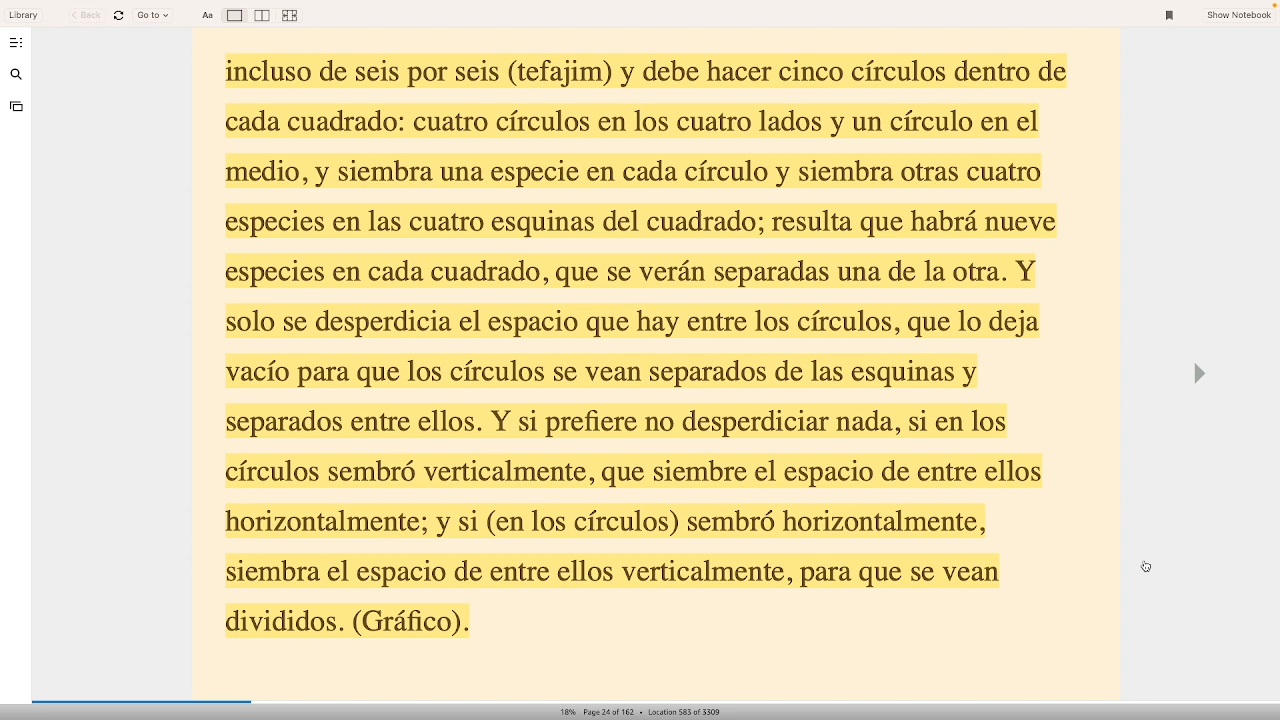 Library
Back
Go to
Aa
Show Notebook
incluso de seis por seis (tefajim) y debe hacer cinco círculos dentro de
cada cuadrado: cuatro círculos en los cuatro lados y un círculo en el
medio, y siembra una especie en cada círculo y siembra otras cuatro
especies en las cuatro esquinas del cuadrado; resulta que habrá nueve
especies en cada cuadrado, que se verán separadas una de la otra. Y
solo se desperdicia el espacio que hay entre los círculos, que lo deja
vacío para que los círculos se vean separados de las esquinas y
separados entre ellos. Y si prefiere no desperdiciar nada, si en los
círculos sembró verticalmente, que siembre el espacio de entre ellos
horizontalmente; y si (en los círculos) sembró horizontalmente,
siembra el espacio de entre ellos verticalmente, para que se vean
divididos. (Gráfico).
18% Page 24 of 162 • Location 583 of 3309